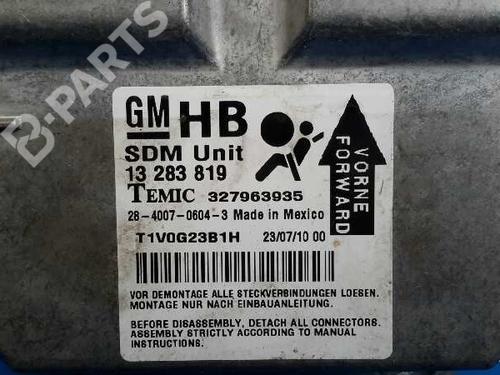 B-PARTS
GM HB
SDM Unit
13 283 819
TEMIC 327963935
28-4007-0604-3 Made in Mexico
T1V0G23B1H 23/07/10 00
VORNE
FORWARD
VOR DEMONTAGE ALLE STECKVERBINDUNGEN LOESEN.
MONTAGE NUR NACH EINBAUANLEITUNG.
BEFORE DISASSEMBLY, DETACH ALL CONNECTORS.
ASSEMBLY STRICTLY ACCORDING TO MANUAL
INSTRUCTIONS.